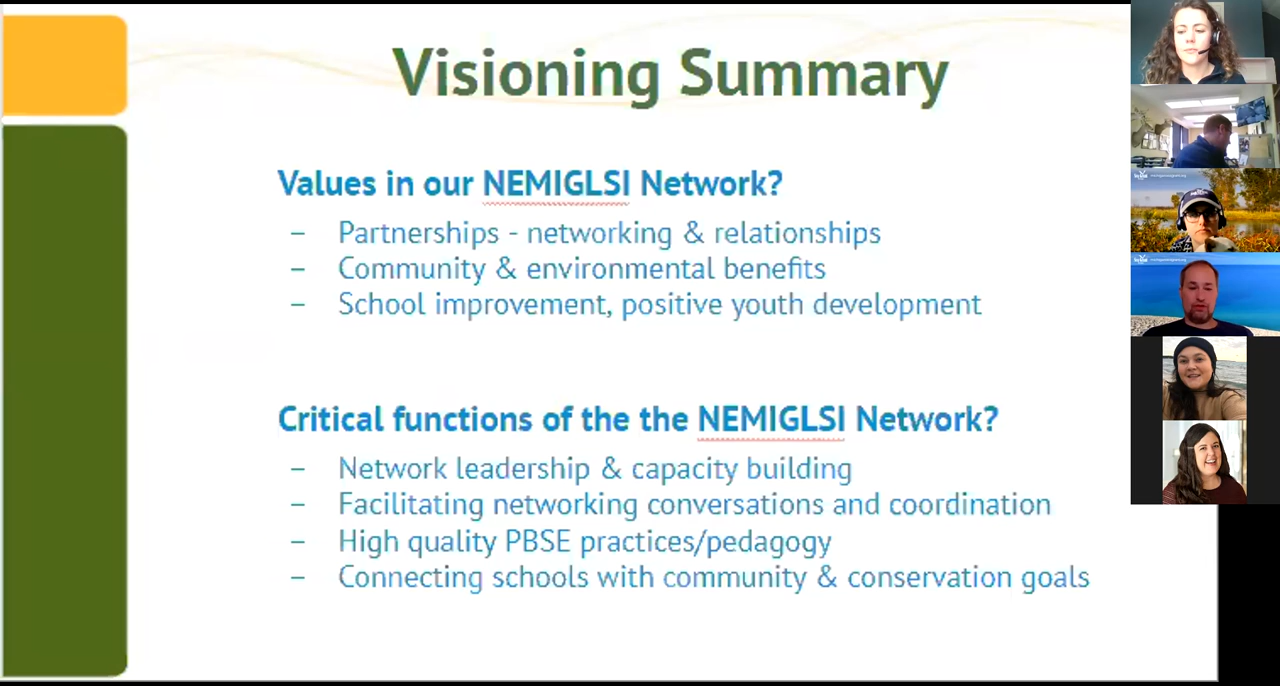 Visioning Summary
Values in our NEMIGLSI Network?
– Partnerships - networking & relationships
– Community & environmental benefits
– School improvement, positive youth development
Critical functions of the the NEMIGLSI Network?
– Network leadership & capacity building
– Facilitating networking conversations and coordination
– High quality PBSE practices/pedagogy
– Connecting schools with community & conservation goals